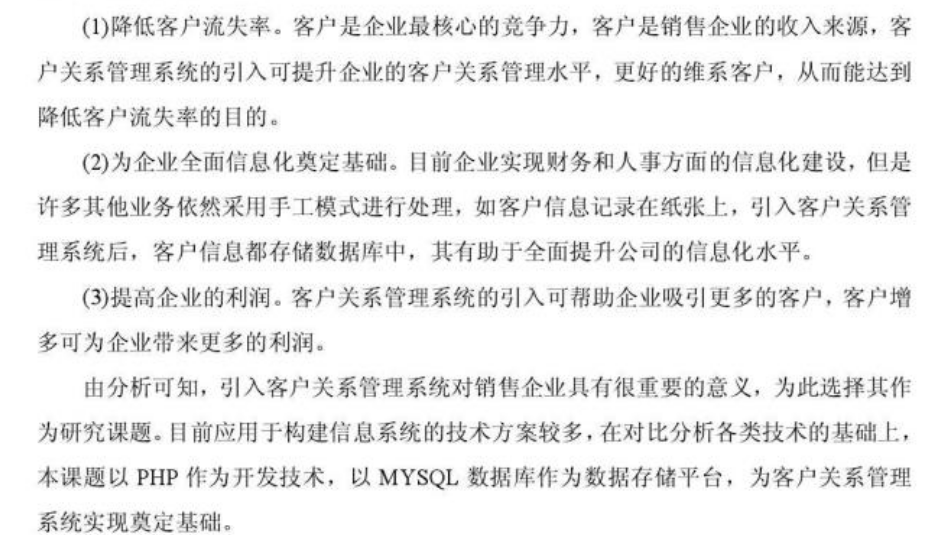 (1)降低客户流失率。客户是企业最核心的竞争力，客户是销售企业的收入来源，客
户关系管理系统的引入可提升企业的客户关系管理水平，更好的维系客户，从而能达到
降低客户流失率的目的。
(2)为企业全面信息化奠定基础。目前企业实现财务和人事方面的信息化建设，但是
许多其他业务依然采用手工模式进行处理，如客户信息记录在纸张上，引入客户关系管
理系统后，客户信息都存储数据库中，其有助于全面提升公司的信息化水平。
(3)提高企业的利润。客户关系管理系统的引入可帮助企业吸引更多的客户，客户增
多可为企业带来更多的利润。
由分析可知，引入客户关系管理系统对销售企业具有很重要的意义，为此选择其作
为研究课题。目前应用于构建信息系统的技术方案较多，在对比分析各类技术的基础上，
本课题以 PHP 作为开发技术，以 MYSQL 数据库作为数据存储平台，为客户关系管理
系统实现奠定基础。